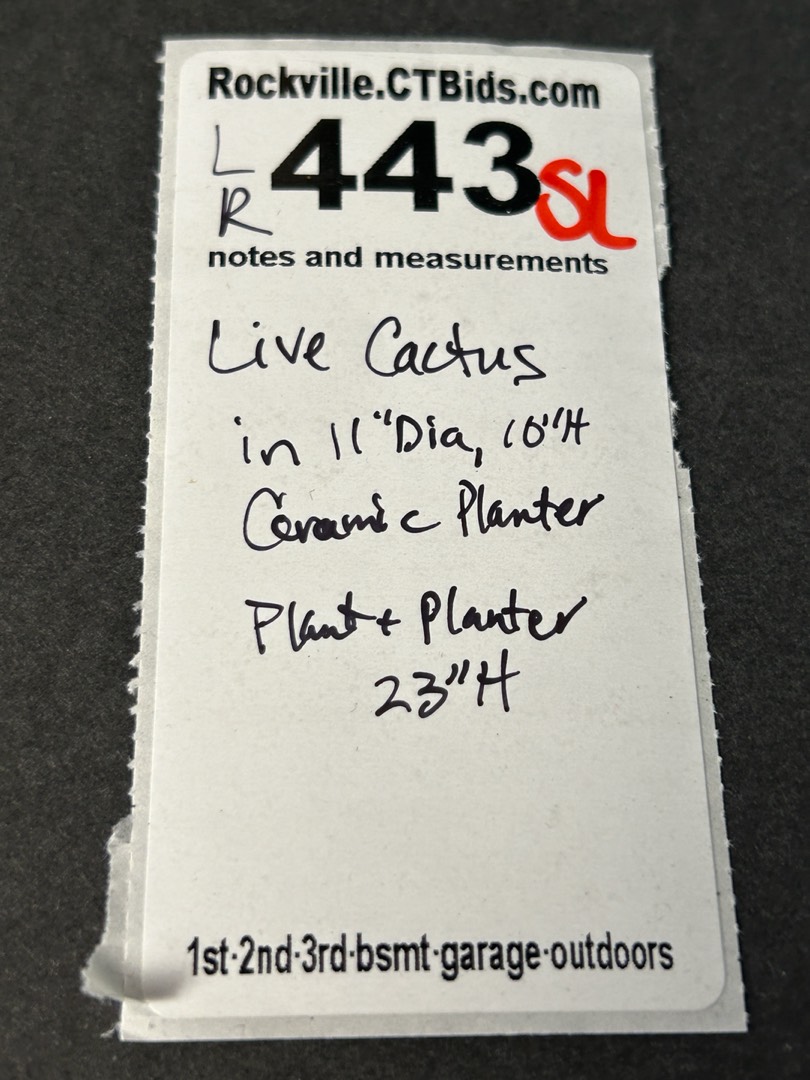 Rockville.CTBids.com
L
R 443 SL
notes and measurements
Live Cactus
in 11"Dia, 10"H
Ceramic Planter
Plant + Planter
23"H
1st·2nd·3rd·bsmt·garage·outdoors